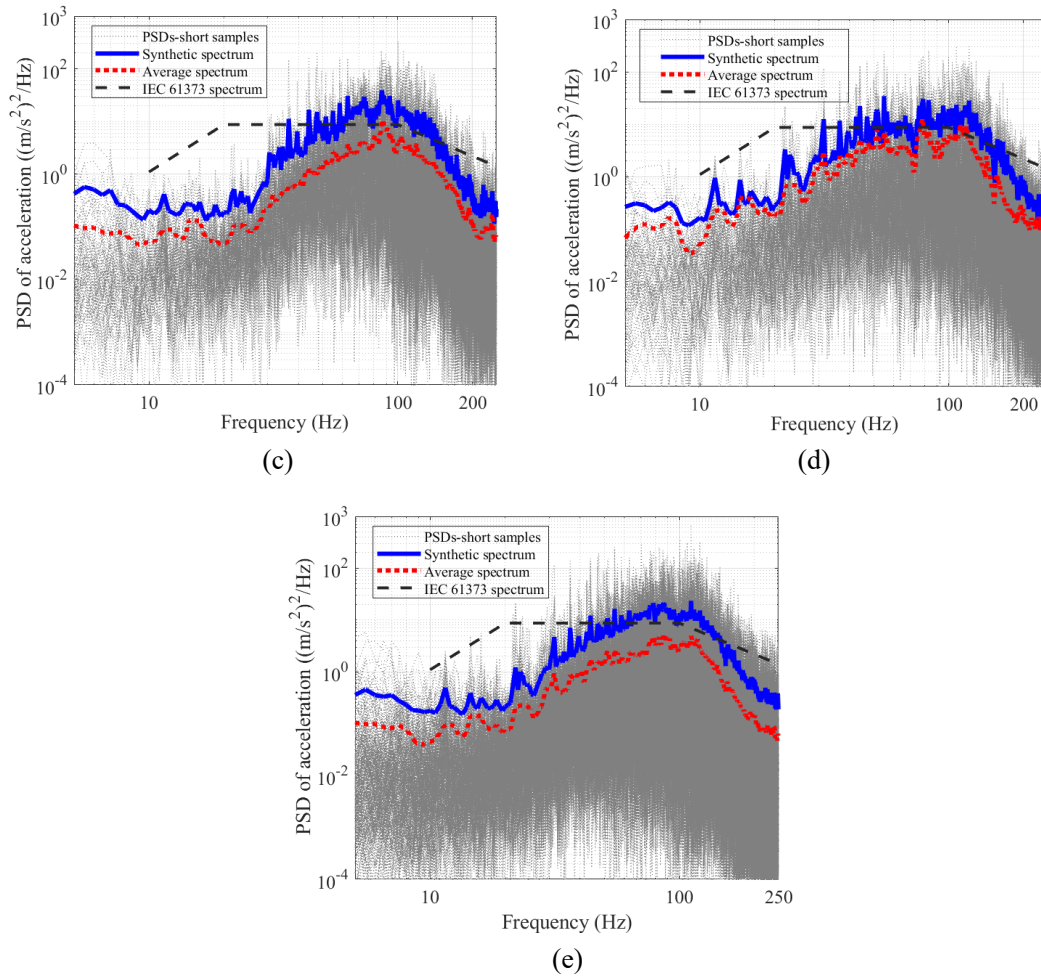 PSDs-short samples
Synthetic spectrum
Average spectrum
IEC 61373 spectrum
PSD of acceleration ((m/s²)²/Hz)
10³
10²
10⁰
10⁻²
10⁻⁴
10 100 200
Frequency (Hz)
(c)
PSDs-short samples
Synthetic spectrum
Average spectrum
IEC 61373 spectrum
PSD of acceleration ((m/s²)²/Hz)
10³
10²
10⁰
10⁻²
10⁻⁴
10 100 200
Frequency (Hz)
(d)
PSDs-short samples
Synthetic spectrum
Average spectrum
IEC 61373 spectrum
PSD of acceleration ((m/s²)²/Hz)
10³
10²
10⁰
10⁻²
10⁻⁴
10 100 250
Frequency (Hz)
(e)